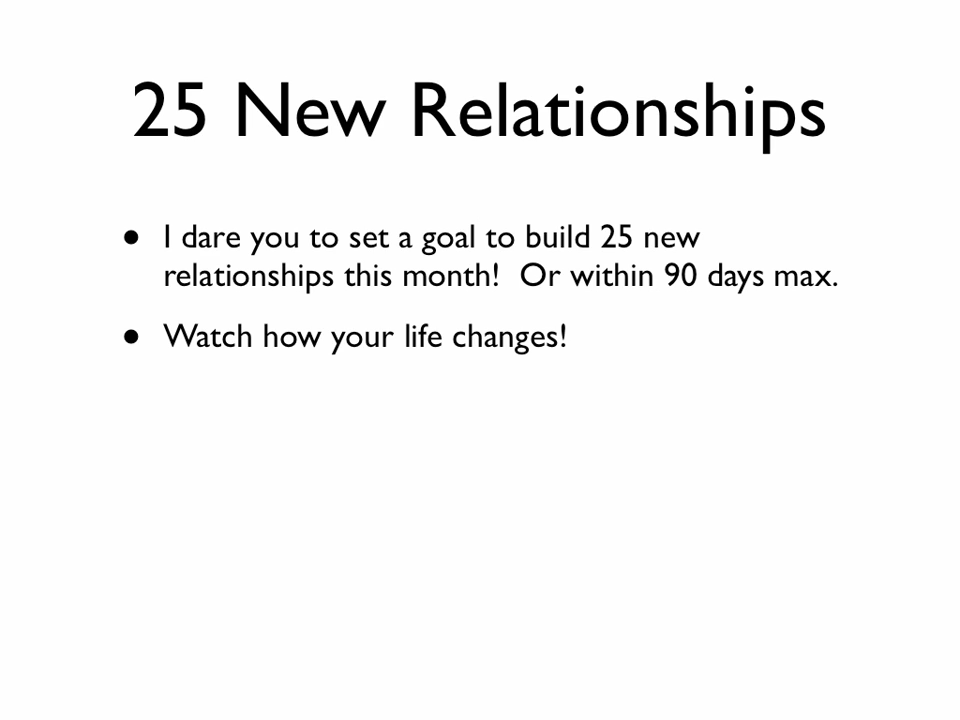 25 New Relationships
• I dare you to set a goal to build 25 new
relationships this month!  Or within 90 days max.
• Watch how your life changes!